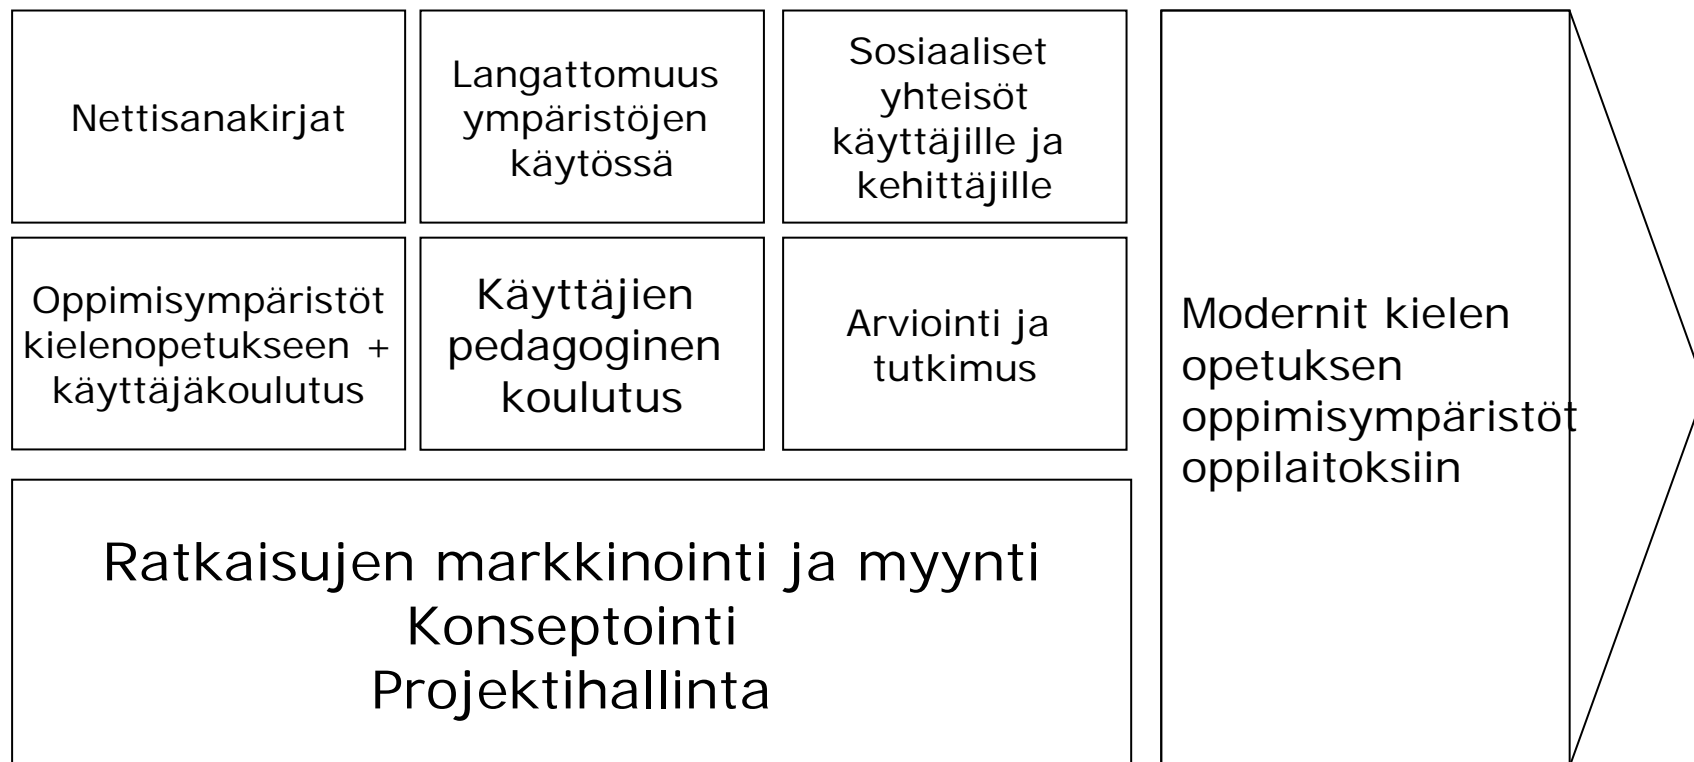 Nettisanakirjat
Langattomuus
ympäristöjen
käytössä
Sosiaaliset
yhteisöt
käyttäjille ja
kehittäjille
Oppimisympäristöt
kielenopetukseen +
käyttäjäkoulutus
Käyttäjien
pedagoginen
koulutus
Arviointi ja
tutkimus
Ratkaisujen markkinointi ja myynti
Konseptointi
Projektihallinta
Modernit kielen
opetuksen
oppimisympäristöt
oppilaitoksiin